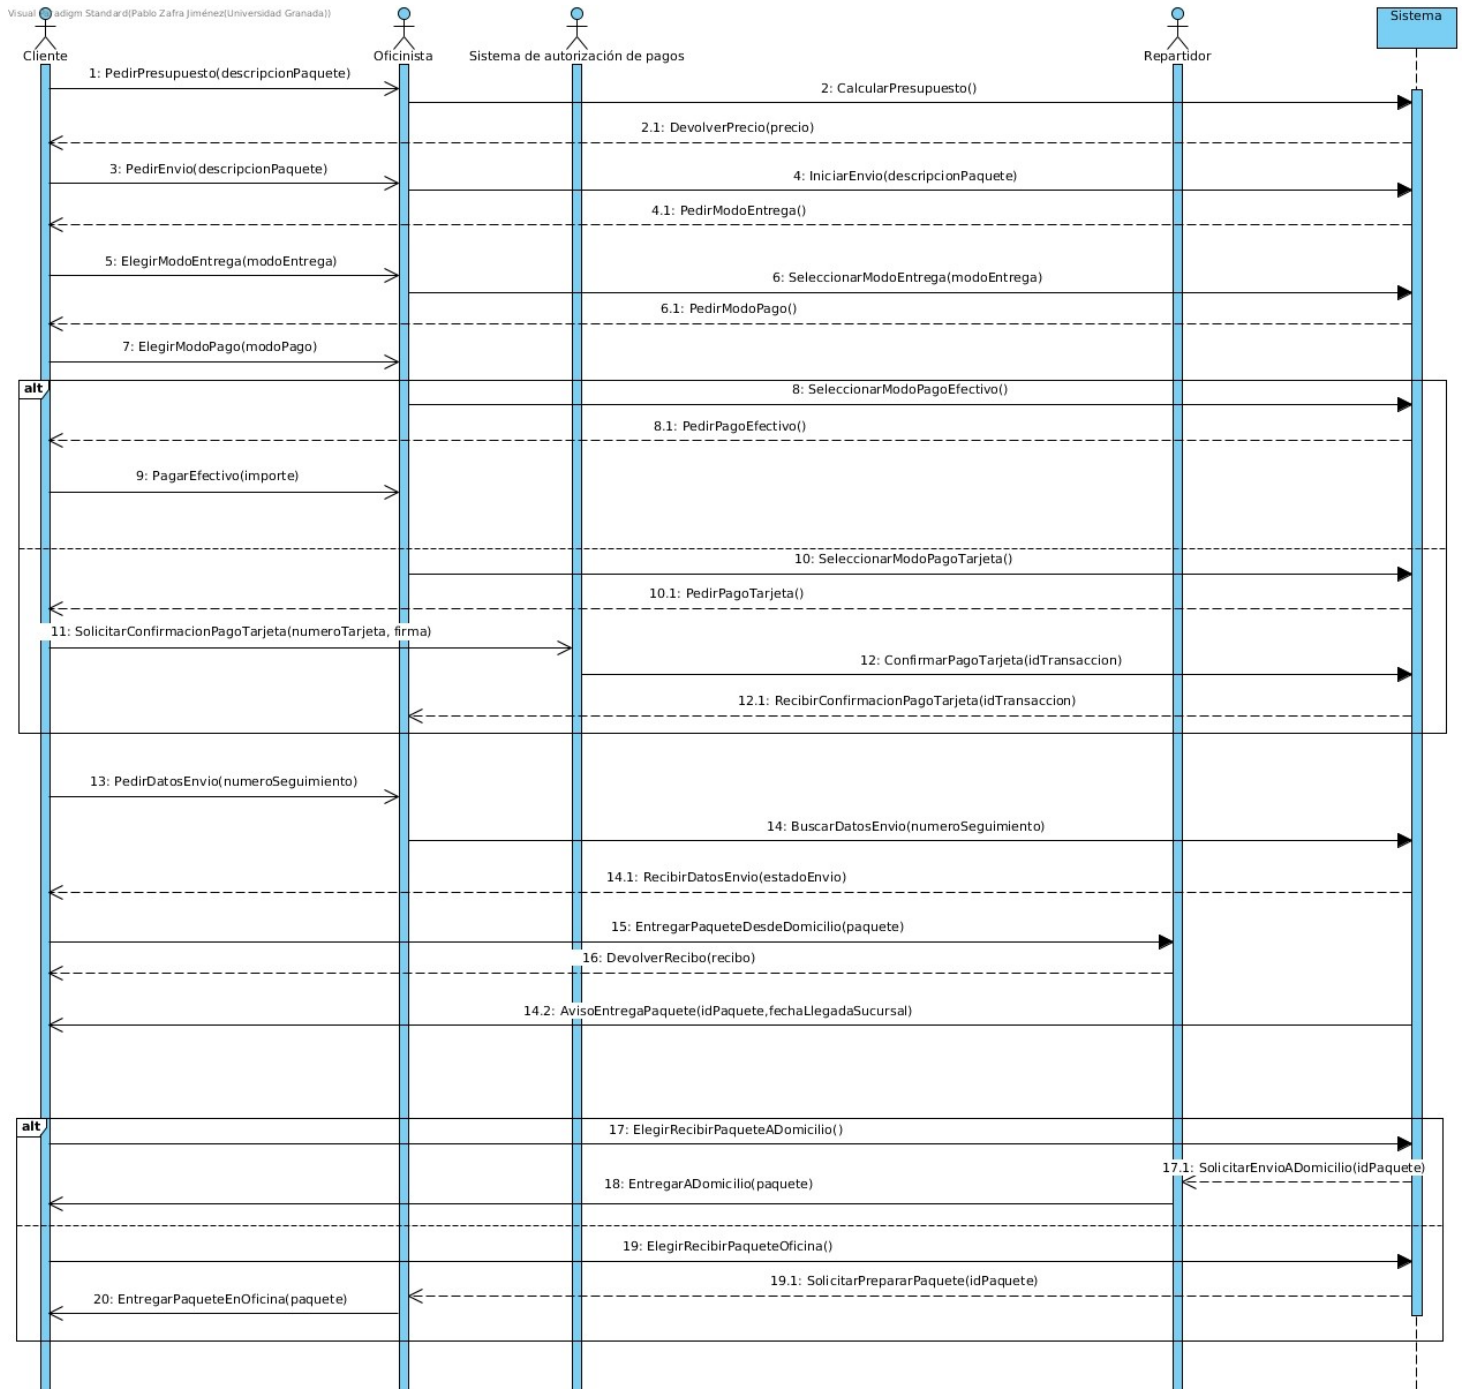 Visual Paradigm Standard(Pablo Zafra Jiménez(Universidad Granada))
Sistema
Cliente
Oficinista
Sistema de autorización de pagos
Repartidor
1: PedirPresupuesto(descripcionPaquete)
2: CalcularPresupuesto()
2.1: DevolverPrecio(precio)
3: PedirEnvio(descripcionPaquete)
4: IniciarEnvio(descripcionPaquete)
4.1: PedirModoEntrega()
5: ElegirModoEntrega(modoEntrega)
6: SeleccionarModoEntrega(modoEntrega)
6.1: PedirModoPago()
7: ElegirModoPago(modoPago)
alt
8: SeleccionarModoPagoEfectivo()
8.1: PedirPagoEfectivo()
9: PagarEfectivo(importe)
10: SeleccionarModoPagoTarjeta()
10.1: PedirPagoTarjeta()
11: SolicitarConfirmacionPagoTarjeta(numeroTarjeta, firma)
12: ConfirmarPagoTarjeta(idTransaccion)
12.1: RecibirConfirmacionPagoTarjeta(idTransaccion)
13: PedirDatosEnvio(numeroSeguimiento)
14: BuscarDatosEnvio(numeroSeguimiento)
14.1: RecibirDatosEnvio(estadoEnvio)
15: EntregarPaqueteDesdeDomicilio(paquete)
16: DevolverRecibo(recibo)
14.2: AvisoEntregaPaquete(idPaquete,fechaLlegadaSucursal)
alt
17: ElegirRecibirPaqueteADomicilio()
17.1: SolicitarEnvioADomicilio(idPaquete)
18: EntregarADomicilio(paquete)
19: ElegirRecibirPaqueteOficina()
19.1: SolicitarPrepararPaquete(idPaquete)
20: EntregarPaqueteEnOficina(paquete)